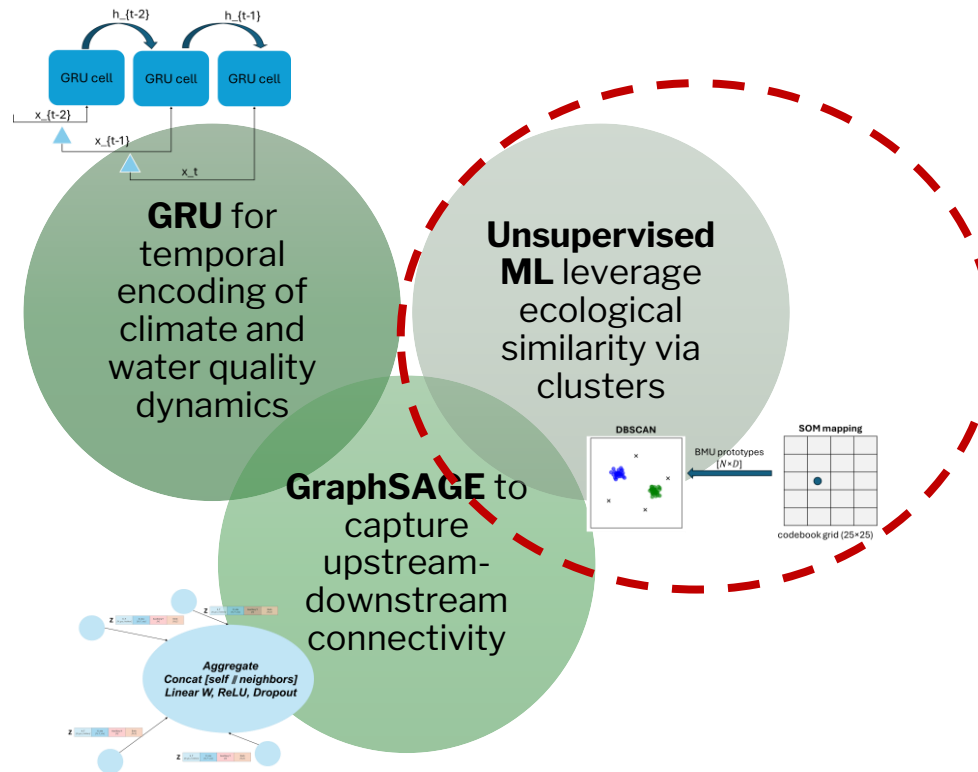 h_{t-2}
h_{t-1}
GRU cell
GRU cell
GRU cell
x_{t-2}
x_{t-1}
x_t
GRU for
temporal
encoding of
climate and
water quality
dynamics
Unsupervised
ML leverage
ecological
similarity via
clusters
DBSCAN
BMU prototypes
[N×D]
SOM mapping
codebook grid (25×25)
GraphSAGE to
capture
upstream-
downstream
connectivity
z
z
Aggregate
Concat [self ∥ neighbors]
Linear W, ReLU, Dropout
z
z